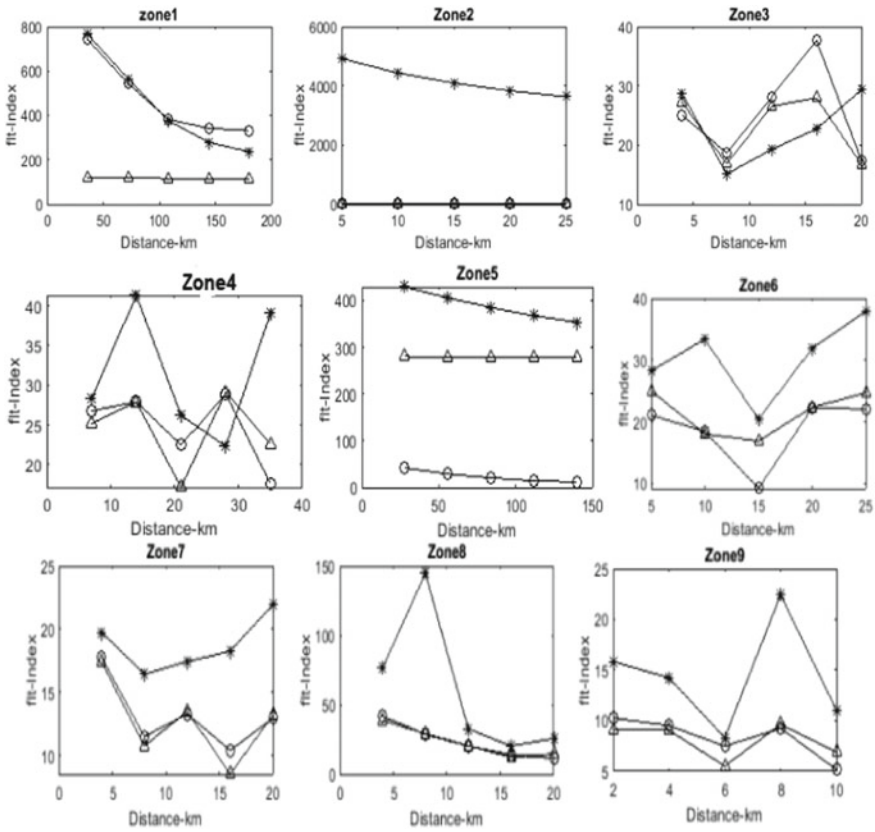 zone1
800
600
400
200
0
flt-Index
0 50 100 150 200
Distance-km
Zone2
6000
4000
2000
0
flt-Index
5 10 15 20 25
Distance-km
Zone3
40
30
20
10
flt-Index
0 5 10 15 20
Distance-km
Zone4
40
35
30
25
20
flt-Index
0 10 20 30 40
Distance-km
Zone5
400
300
200
100
0
flt-Index
0 50 100 150
Distance-km
Zone6
40
30
20
10
flt-Index
5 10 15 20 25
Distance-km
Zone7
25
20
15
10
flt-Index
0 5 10 15 20
Distance-km
Zone8
150
100
50
0
flt-Index
0 5 10 15 20
Distance-km
Zone9
25
20
15
10
5
flt-Index
2 4 6 8 10
Distance-km